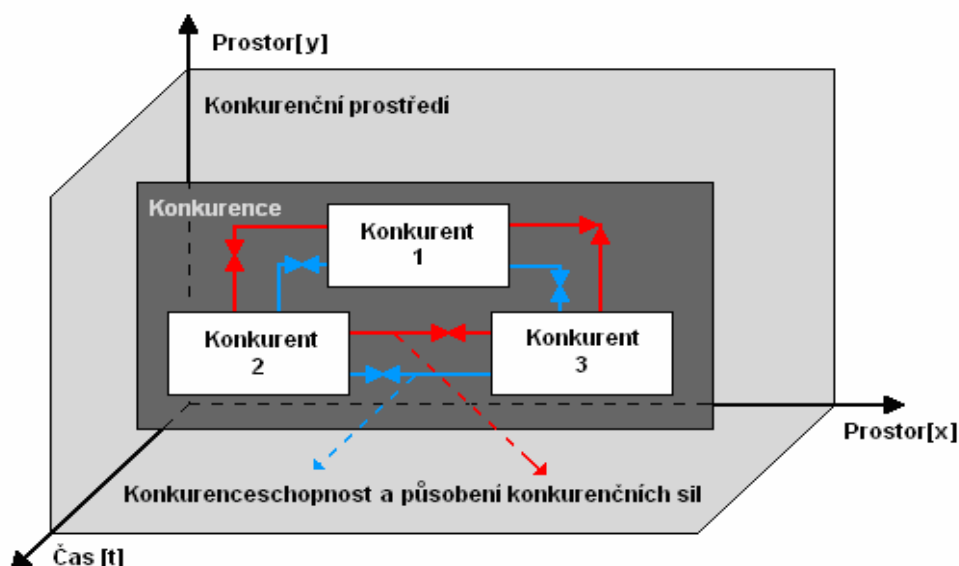 Prostor[y]
Konkurenční prostředí
Konkurence
Konkurent
1
Konkurent
2
Konkurent
3
Prostor[x]
Konkurenceschopnost a působení konkurenčních sil
Čas [t]